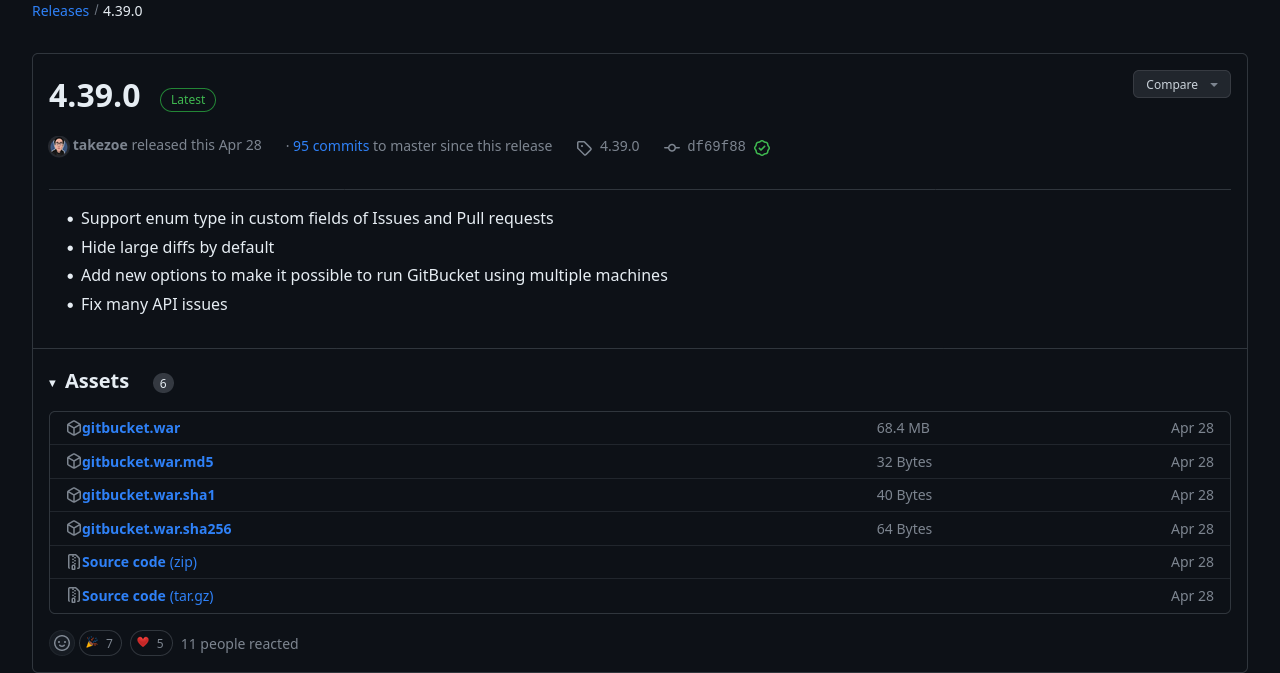 Releases / 4.39.0
4.39.0 Latest Compare
takezoe released this Apr 28 · 95 commits to master since this release 4.39.0 df69f88
• Support enum type in custom fields of Issues and Pull requests
• Hide large diffs by default
• Add new options to make it possible to run GitBucket using multiple machines
• Fix many API issues
Assets 6
gitbucket.war 68.4 MB Apr 28
gitbucket.war.md5 32 Bytes Apr 28
gitbucket.war.sha1 40 Bytes Apr 28
gitbucket.war.sha256 64 Bytes Apr 28
Source code (zip) Apr 28
Source code (tar.gz) Apr 28
🎉 7 ❤️ 5 11 people reacted